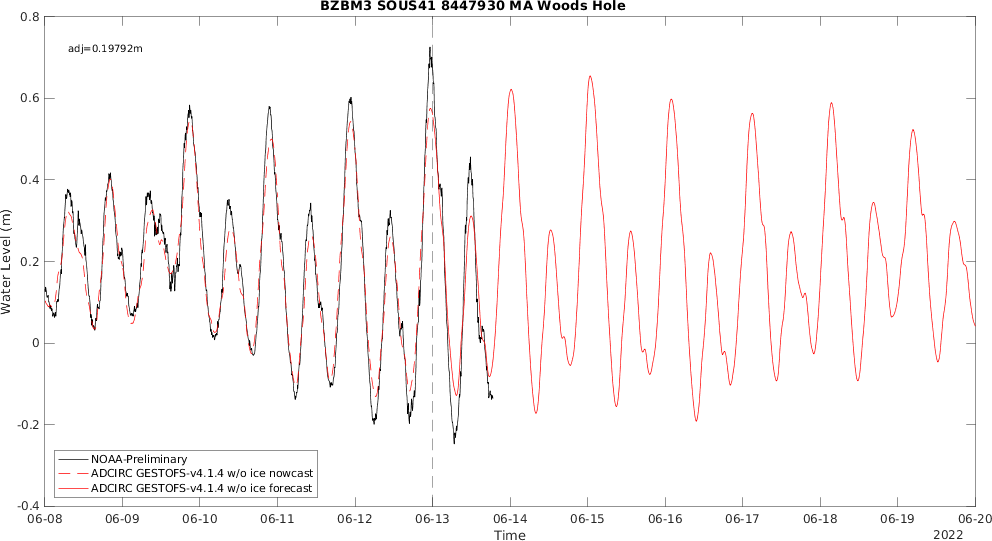 BZBM3 SOUS41 8447930 MA Woods Hole
0.8
adj=0.19792m
0.6
0.4
0.2
0
-0.2
-0.4
Water Level (m)
NOAA-Preliminary
ADCIRC GESTOFS-v4.1.4 w/o ice nowcast
ADCIRC GESTOFS-v4.1.4 w/o ice forecast
06-08 06-09 06-10 06-11 06-12 06-13 06-14 06-15 06-16 06-17 06-18 06-19 06-20
Time
2022